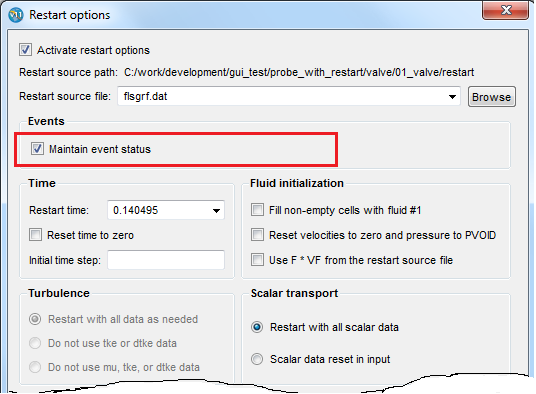 V11 Restart options
Activate restart options
Restart source path: C:/work/development/gui_test/probe_with_restart/valve/01_valve/restart
Restart source file: flsgrf.dat Browse
Events
Maintain event status
Time
Restart time: 0.140495
Reset time to zero
Initial time step:
Fluid initialization
Fill non-empty cells with fluid #1
Reset velocities to zero and pressure to PVOID
Use F * VF from the restart source file
Turbulence
Restart with all data as needed
Do not use tke or dtke data
Do not use mu, tke, or dtke data
Scalar transport
Restart with all scalar data
Scalar data reset in input